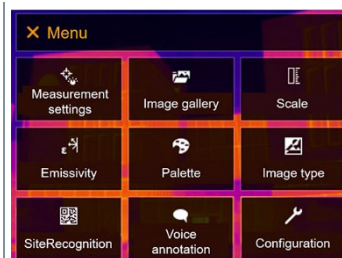 Menu
Measurement
settings
Image gallery
Scale
Emissivity
Palette
Image type
SiteRecognition
Voice
annotation
Configuration